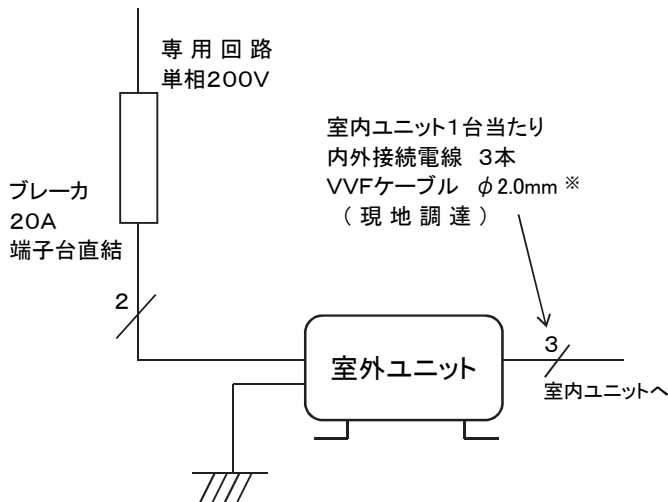 専用回路
単相200V
室内ユニット1台当たり
内外接続電線 3本
VVFケーブル φ2.0mm ※
(現地調達)
ブレーカ
20A
端子台直結
2
3
室外ユニット
室内ユニットへ